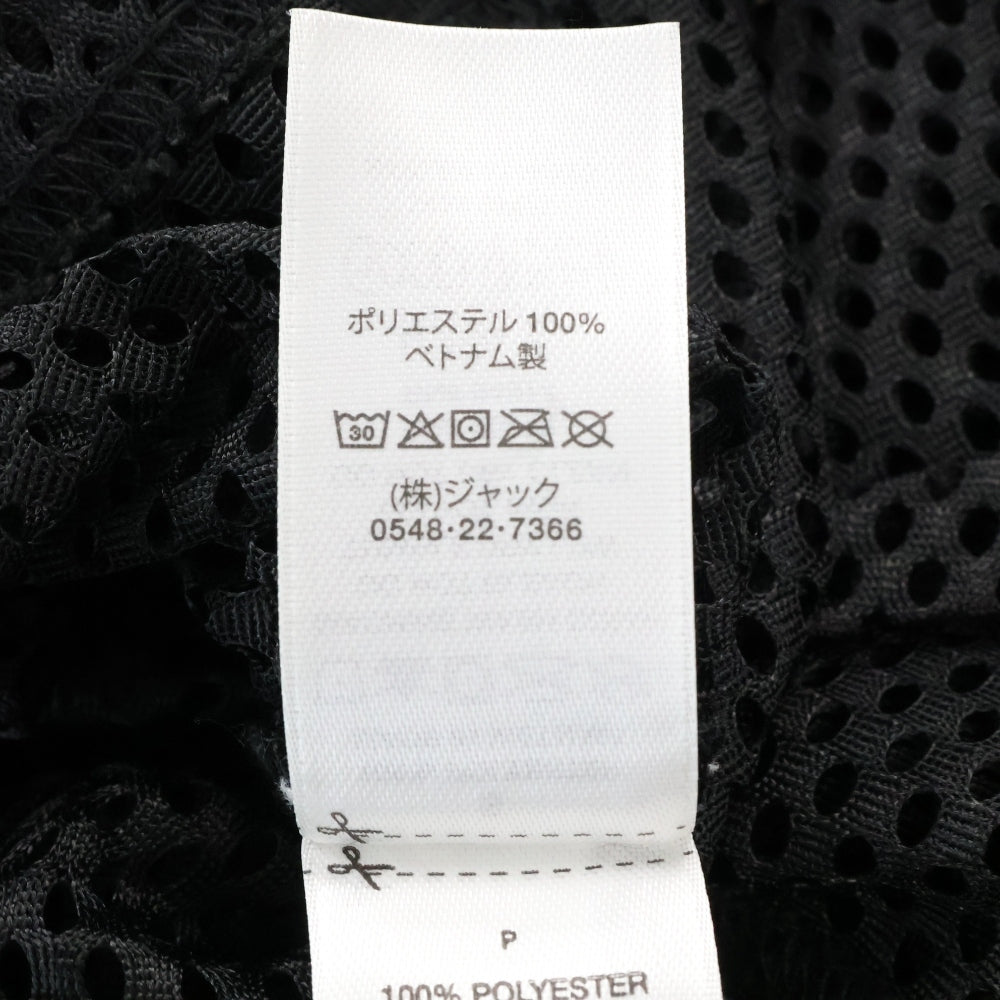 ポリエステル 100%
ベトナム製
30
(株)ジャック
0548·22·7366
P
100% POLYESTER